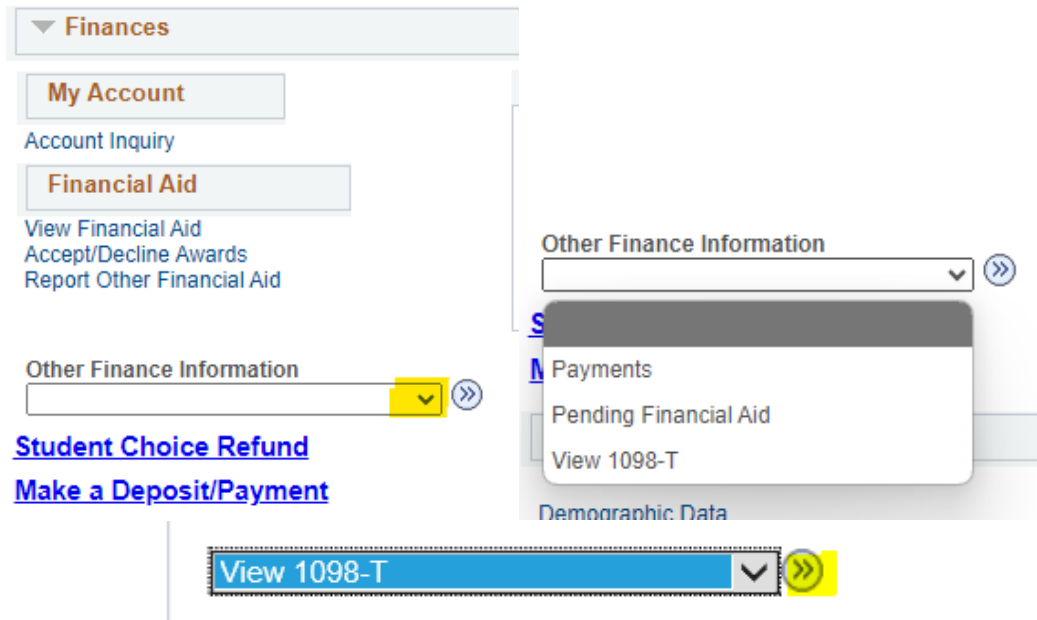 Finances
My Account
Account Inquiry
Financial Aid
View Financial Aid
Accept/Decline Awards
Report Other Financial Aid
Other Finance Information
Student Choice Refund
Make a Deposit/Payment
Other Finance Information
S
M
Payments
Pending Financial Aid
View 1098-T
Demographic Data
View 1098-T